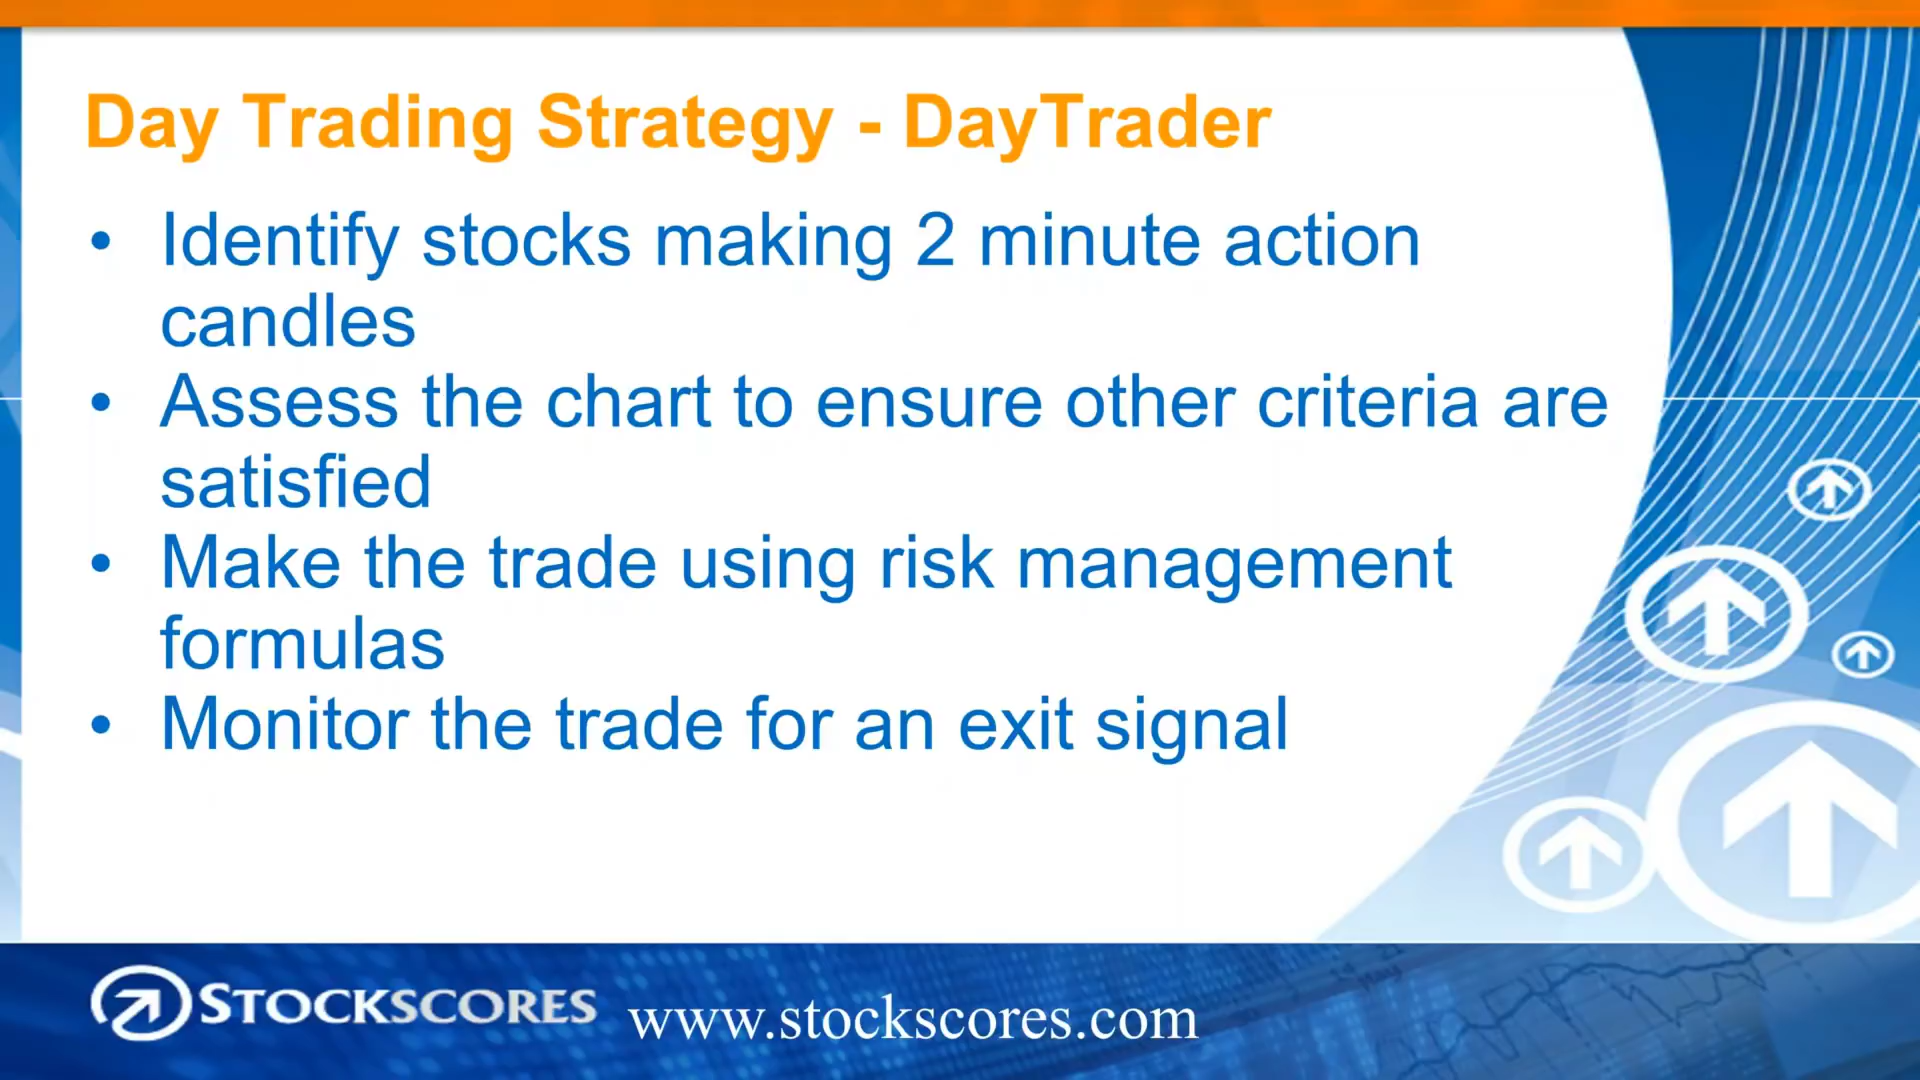 Day Trading Strategy - DayTrader
• Identify stocks making 2 minute action
candles
• Assess the chart to ensure other criteria are
satisfied
• Make the trade using risk management
formulas
• Monitor the trade for an exit signal
STOCKSCORES www.stockscores.com